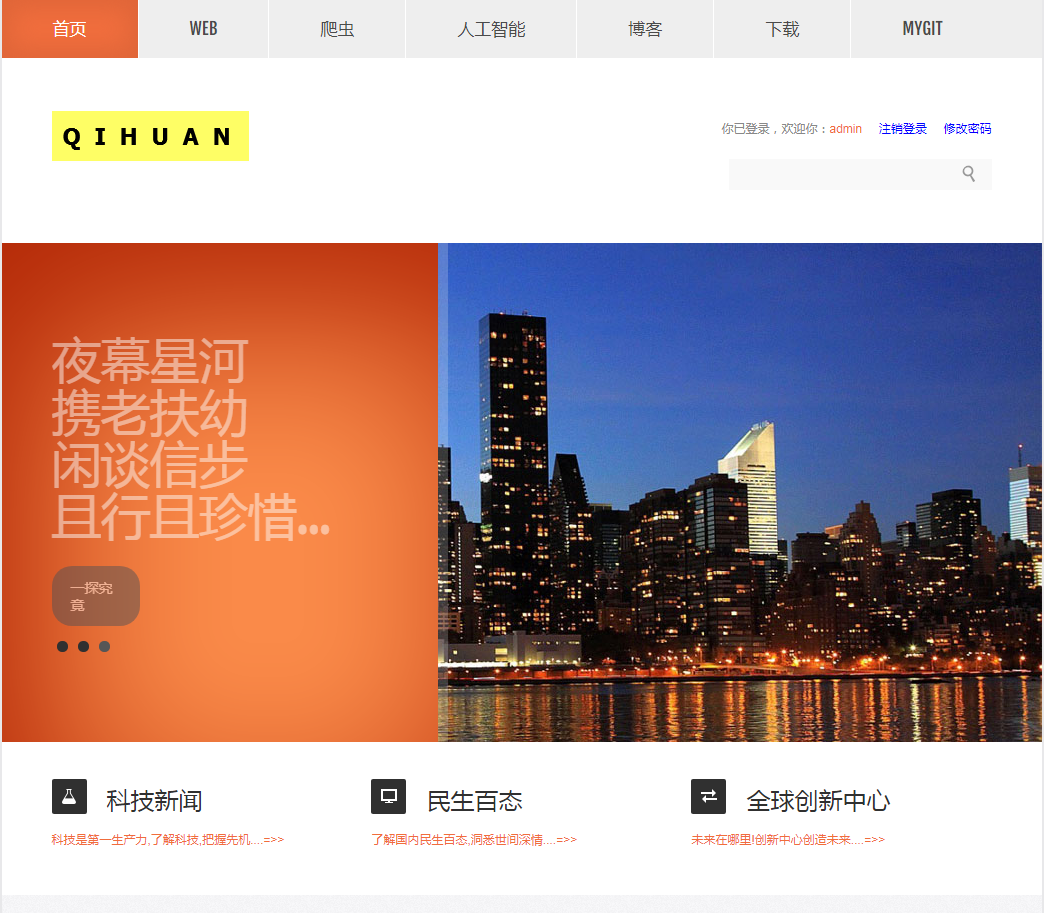 首页 WEB 爬虫 人工智能 博客 下载 MYGIT
QIHUAN
你已登录，欢迎你：admin 注销登录 修改密码
夜幕星河
携老扶幼
闲谈信步
且行且珍惜...
一探究
竟
科技新闻 民生百态 全球创新中心
科技是第一生产力,了解科技,把握先机....=>> 了解国内民生百态,洞悉世间深情....=>> 未来在哪里!创新中心创造未来....=>>